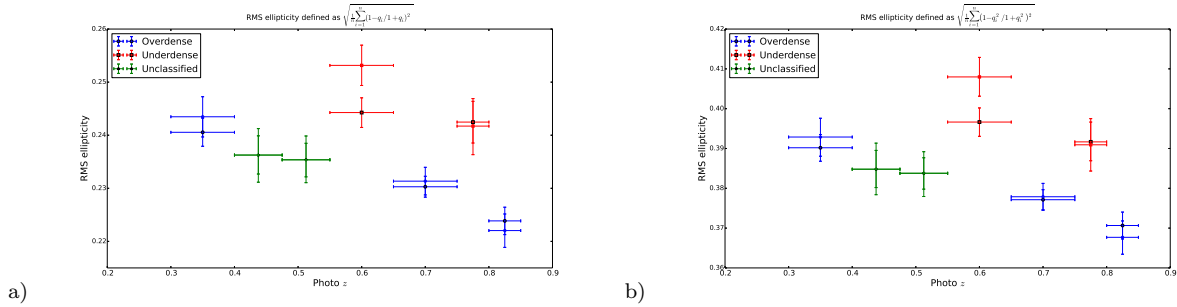 RMS ellipticity defined as √(1/n ∑_{i=1}^{n} (1−q_i/1+q_i)^2)
0.26
Overdense
Underdense
Unclassified
0.25
0.24
0.23
0.22
RMS ellipticity
0.2 0.3 0.4 0.5 0.6 0.7 0.8 0.9
Photo z
a)
RMS ellipticity defined as √(1/n ∑_{i=1}^{n} (1−q_i^2/1+q_i^2)^2)
0.42
Overdense
Underdense
Unclassified
0.41
0.40
0.39
0.38
0.37
0.36
RMS ellipticity
0.2 0.3 0.4 0.5 0.6 0.7 0.8 0.9
Photo z
b)